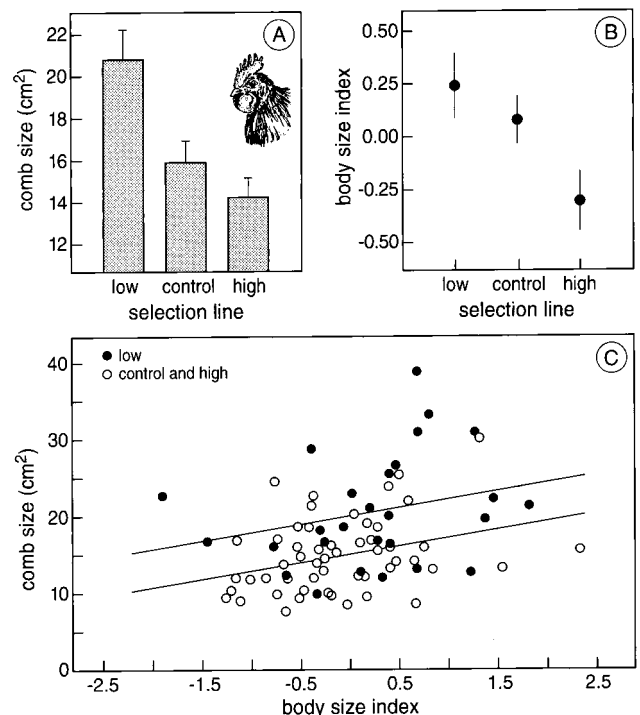 A
comb size (cm²)
22
20
18
16
14
12
low control high
selection line
B
body size index
0.50
0.25
0.00
-0.25
-0.50
low control high
selection line
C
low
control and high
comb size (cm²)
40
30
20
10
0
-2.5 -1.5 -0.5 0.5 1.5 2.5
body size index